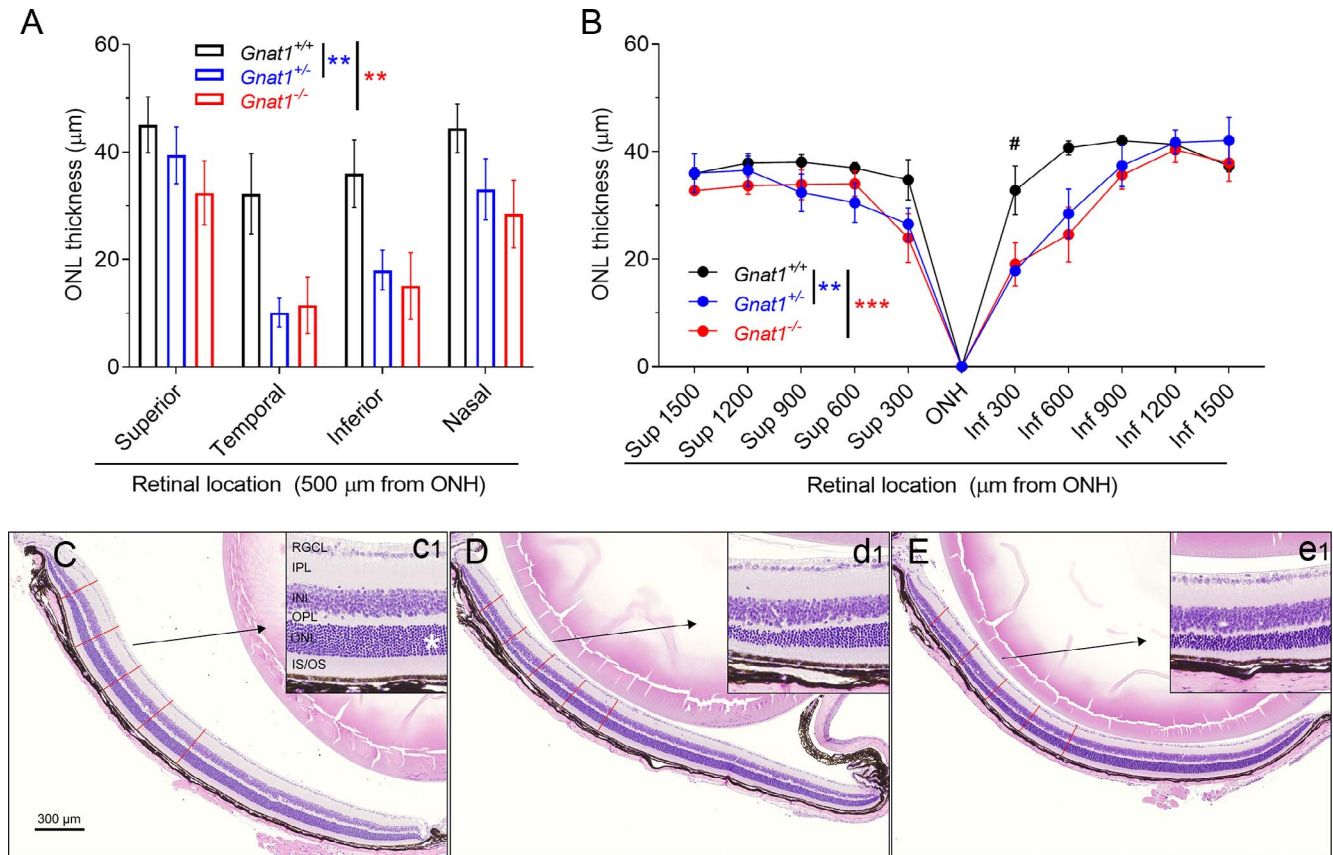 A
60
40
20
0
ONL thickness (μm)
Gnat1+/+
Gnat1+/-
Gnat1-/-
**
**
Superior
Temporal
Inferior
Nasal
Retinal location (500 μm from ONH)
B
60
40
20
0
ONL thickness (μm)
#
Gnat1+/+
Gnat1+/-
Gnat1-/-
**
***
Sup 1500
Sup 1200
Sup 900
Sup 600
Sup 300
ONH
Inf 300
Inf 600
Inf 900
Inf 1200
Inf 1500
Retinal location (μm from ONH)
C
c1
RGCL
IPL
INL
OPL
ONL
*
IS/OS
300 μm
D
d1
E
e1